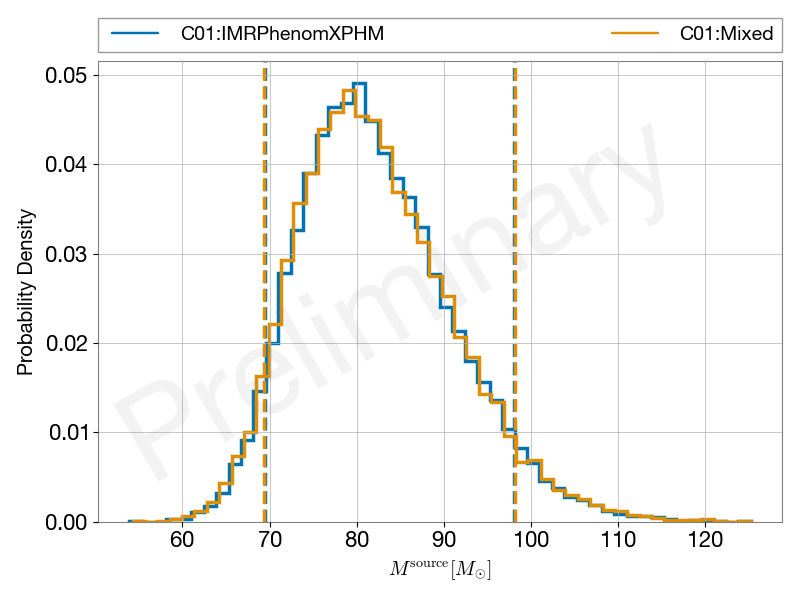 C01:IMRPhenomXPHM C01:Mixed
0.05
0.04
0.03
0.02
0.01
0.00
Probability Density
Preliminary
60 70 80 90 100 110 120
M^source[M_⊙]